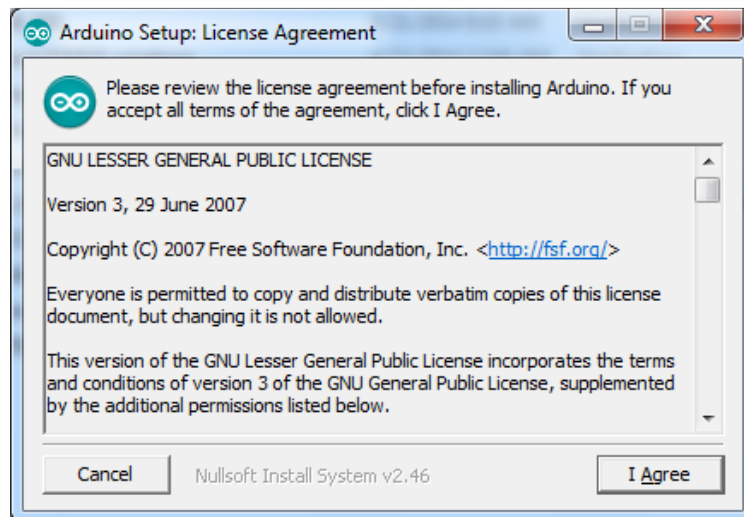 Arduino Setup: License Agreement
Please review the license agreement before installing Arduino. If you
accept all terms of the agreement, click I Agree.
GNU LESSER GENERAL PUBLIC LICENSE
Version 3, 29 June 2007
Copyright (C) 2007 Free Software Foundation, Inc. <http://fsf.org/>
Everyone is permitted to copy and distribute verbatim copies of this license
document, but changing it is not allowed.
This version of the GNU Lesser General Public License incorporates the terms
and conditions of version 3 of the GNU General Public License, supplemented
by the additional permissions listed below.
Cancel
Nullsoft Install System v2.46
I Agree